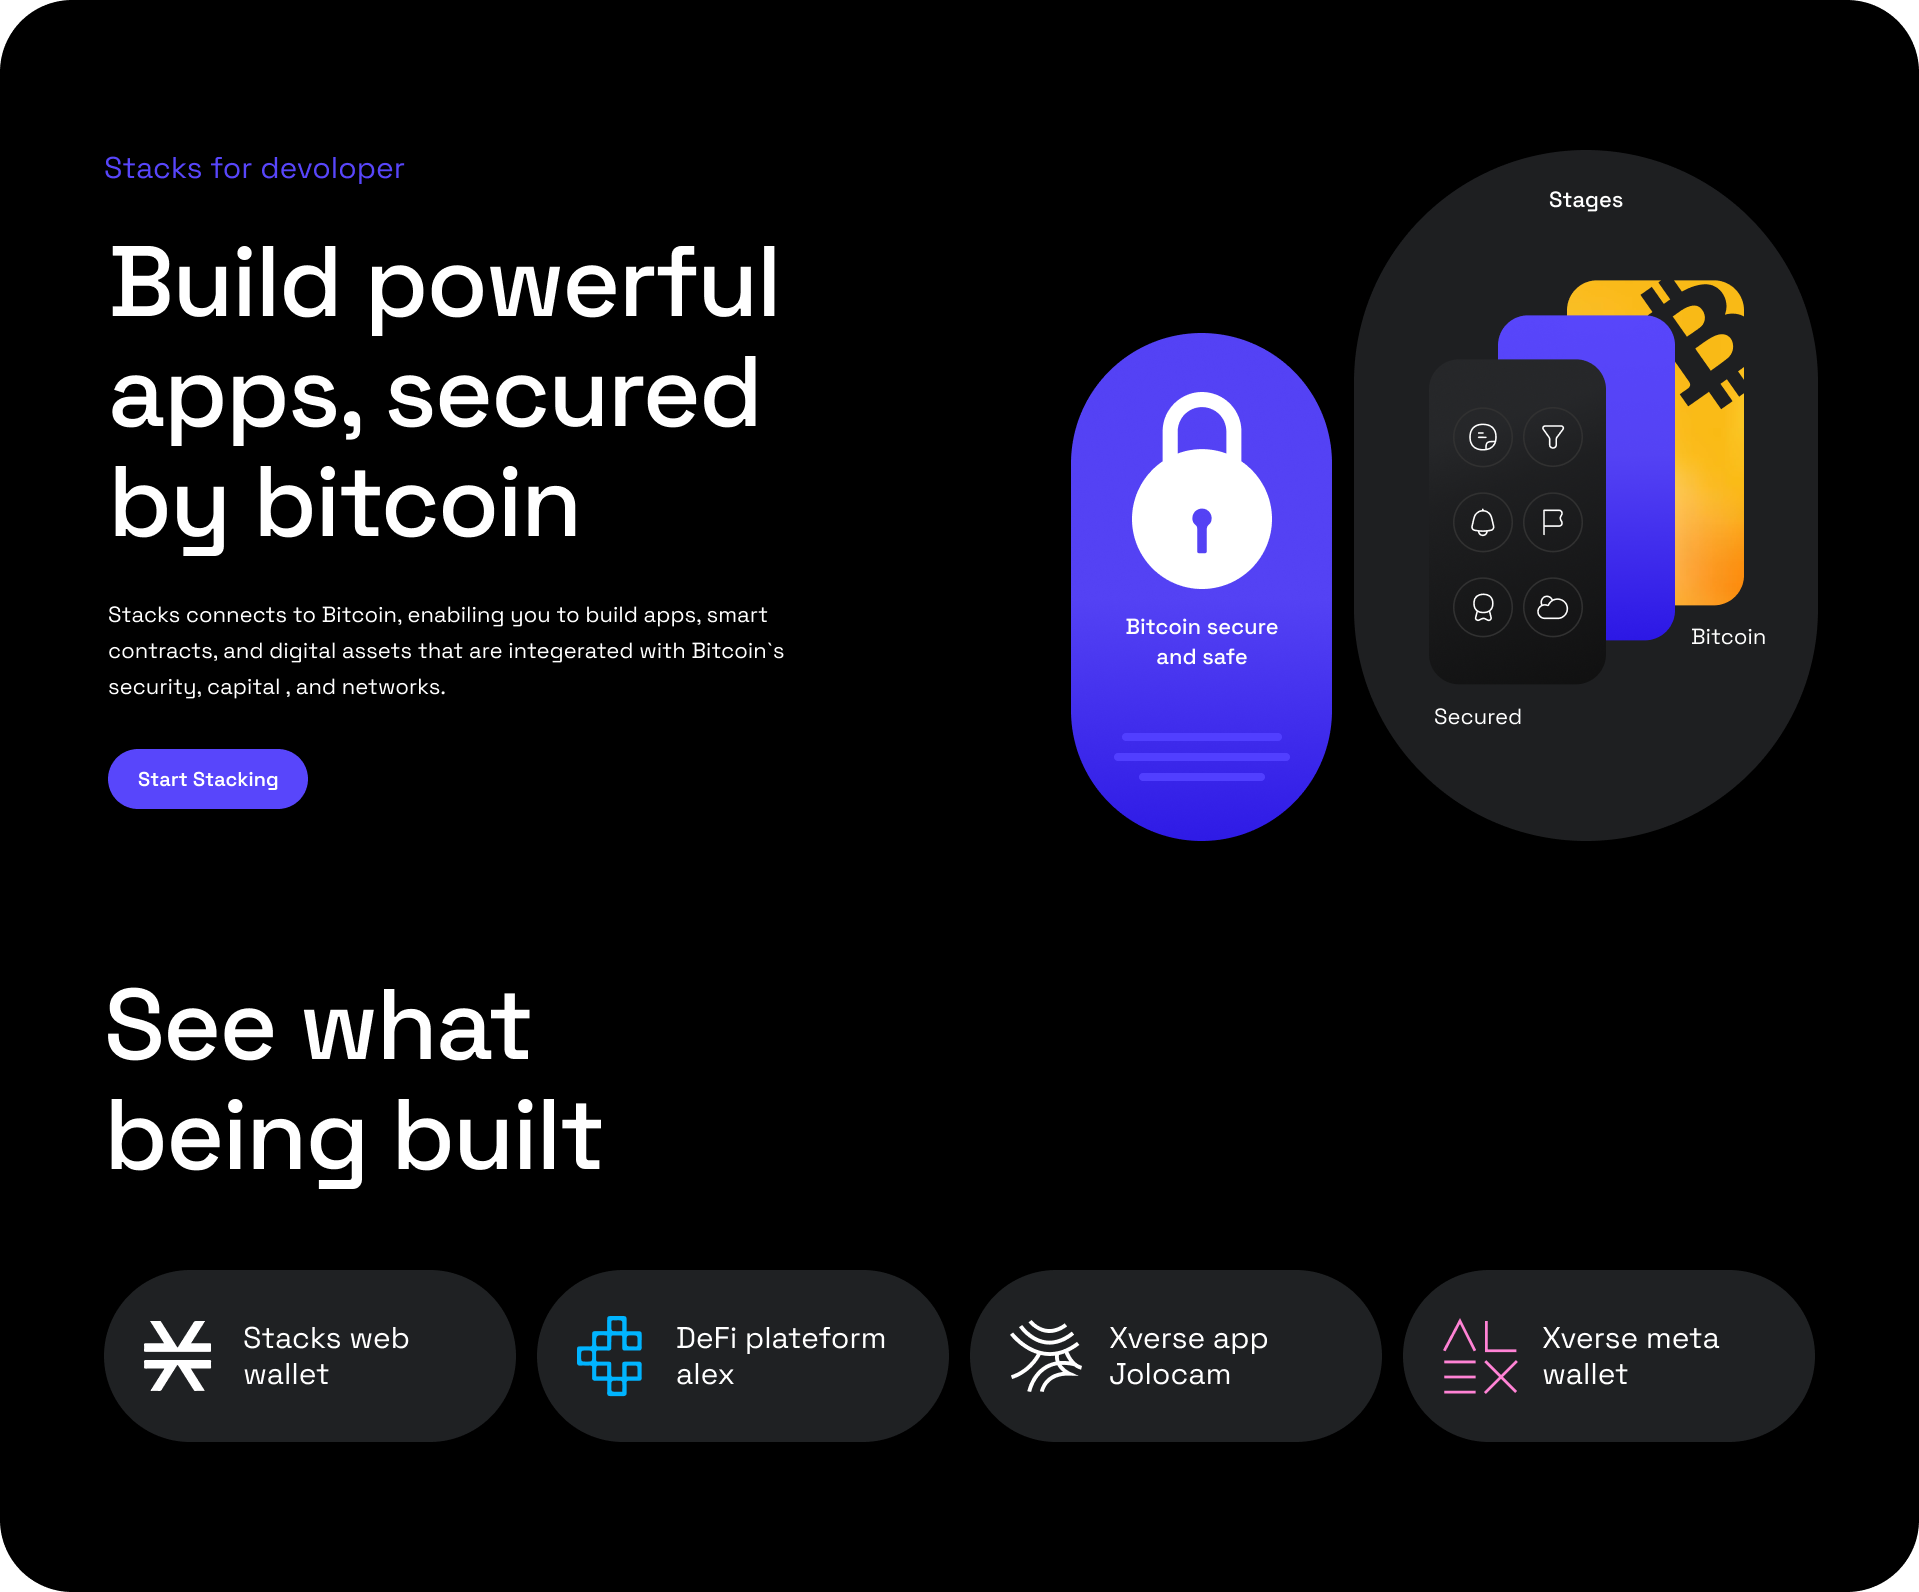 Stacks for devoloper
Build powerful
apps, secured
by bitcoin
Stacks connects to Bitcoin, enabiling you to build apps, smart
contracts, and digital assets that are integerated with Bitcoin`s
security, capital , and networks.
Start Stacking
Bitcoin secure
and safe
Stages
Bitcoin
Secured
See what
being built
Stacks web
wallet
DeFi plateform
alex
Xverse app
Jolocam
ALEX
Xverse meta
wallet